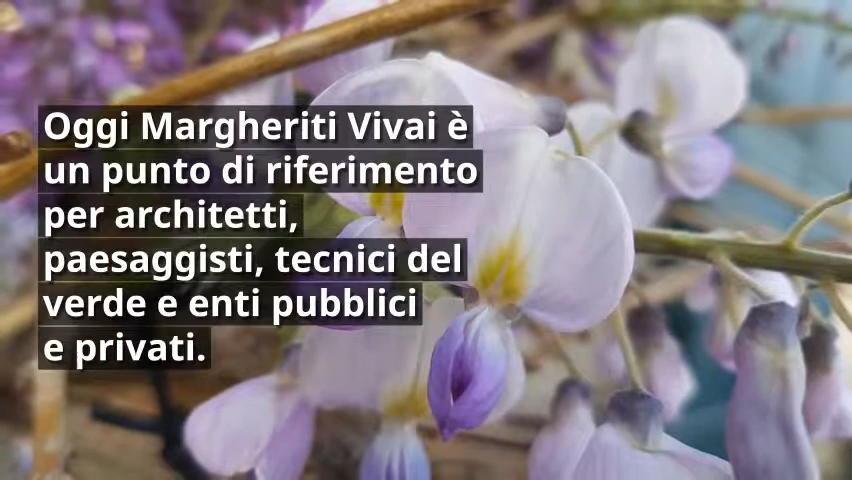 Oggi Margheriti Vivai è
un punto di riferimento
per architetti,
paesaggisti, tecnici del
verde e enti pubblici
e privati.